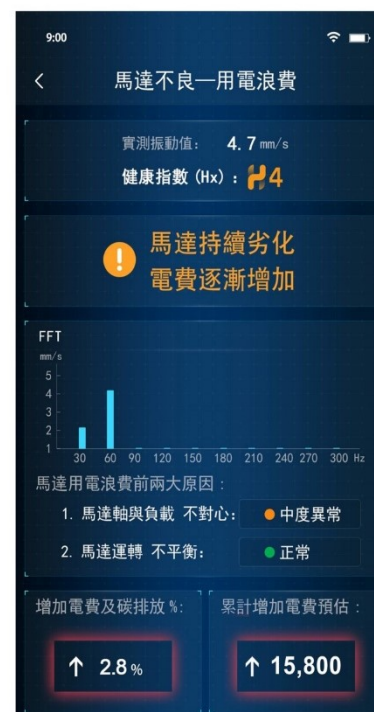 9:00
馬達不良—用電浪費
實測振動值： 4.7 mm/s
健康指數 (Hx)：H4
!
馬達持續劣化
電費逐漸增加
FFT
mm/s
5
4
3
2
1
30 60 90 120 150 180 210 240 270 300 Hz
馬達用電浪費前兩大原因：
1. 馬達軸與負載 不對心： 中度異常
2. 馬達運轉 不平衡： 正常
增加電費及碳排放 %： 累計增加電費預估：
↑ 2.8 % ↑ 15,800